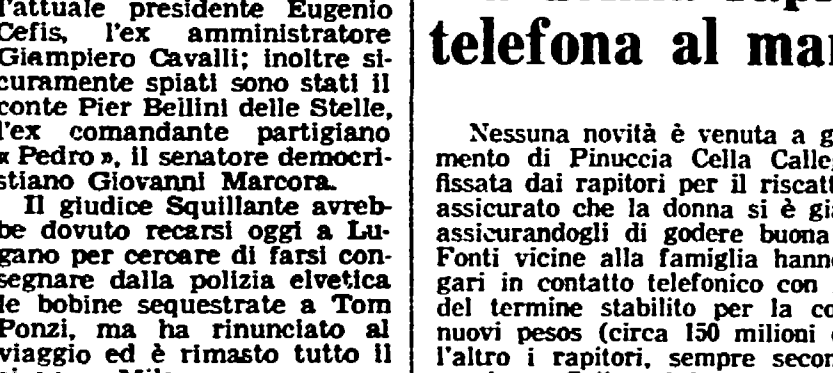 l'attuale presidente Eugenio
Cefis, l'ex amministratore
Giampiero Cavalli; inoltre si-
curamente spiati sono stati il
conte Pier Bellini delle Stelle,
l'ex comandante partigiano
« Pedro », il senatore democri-
stiano Giovanni Marcora.
Il giudice Squillante avreb-
be dovuto recarsi oggi a Lu-
gano per cercare di farsi con-
segnare dalla polizia elvetica
le bobine sequestrate a Tom
Ponzi, ma ha rinunciato al
viaggio ed è rimasto tutto il
telefona al mar
Nessuna novità è venuta a g
mento di Pinuccia Cella Calle
fissata dai rapitori per il riscatt
assicurato che la donna si è gi
assicurandogli di godere buona
Fonti vicine alla famiglia hann
gari in contatto telefonico con
del termine stabilito per la co
nuovi pesos (circa 150 milioni
l'altro i rapitori, sempre secon